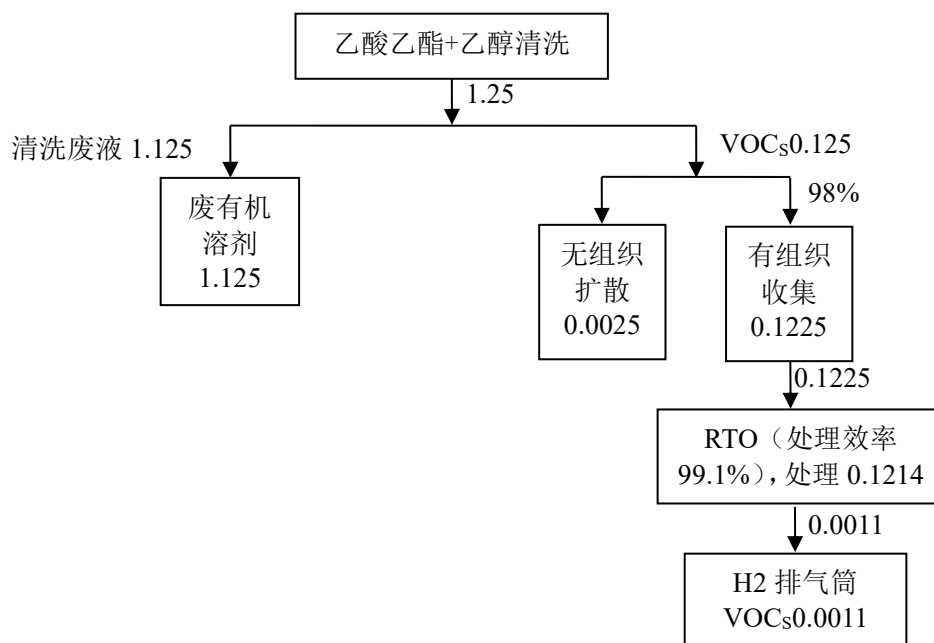 乙酸乙酯+乙醇清洗
1.25
清洗废液 1.125
VOCs0.125
98%
废有机
溶剂
1.125
无组织
扩散
0.0025
有组织
收集
0.1225
0.1225
RTO（处理效率
99.1%），处理 0.1214
0.0011
H2 排气筒
VOCs0.0011